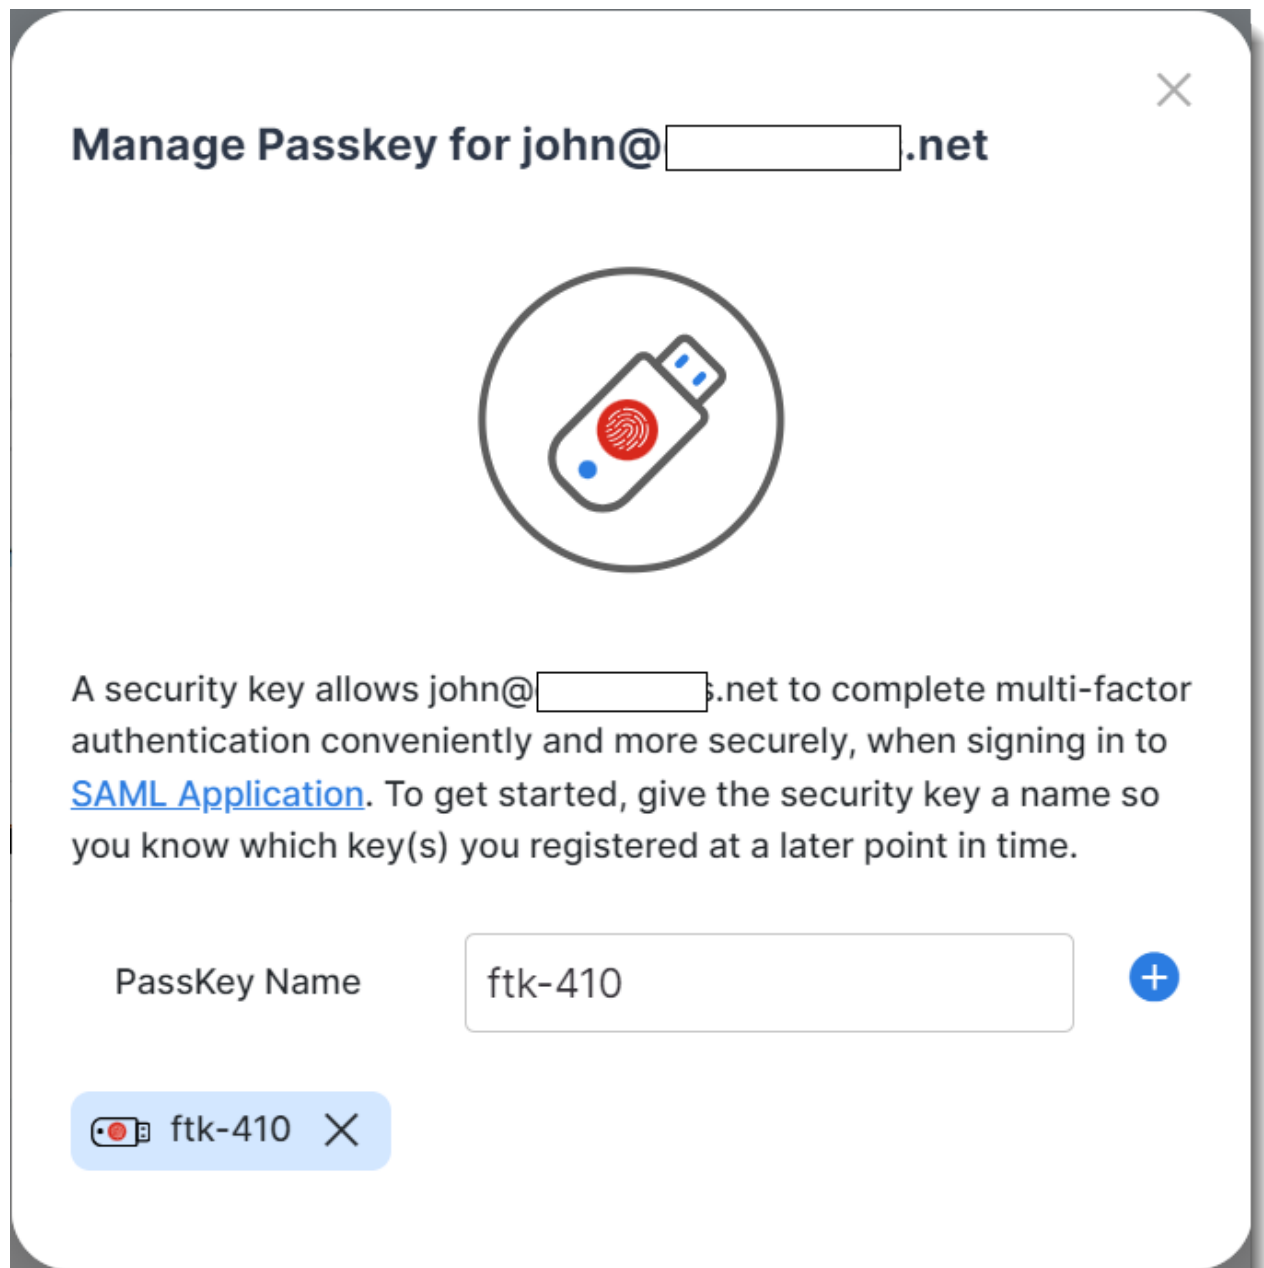 Manage Passkey for john@ .net
A security key allows john@ s.net to complete multi-factor
authentication conveniently and more securely, when signing in to
SAML Application. To get started, give the security key a name so
you know which key(s) you registered at a later point in time.
PassKey Name
ftk-410
ftk-410